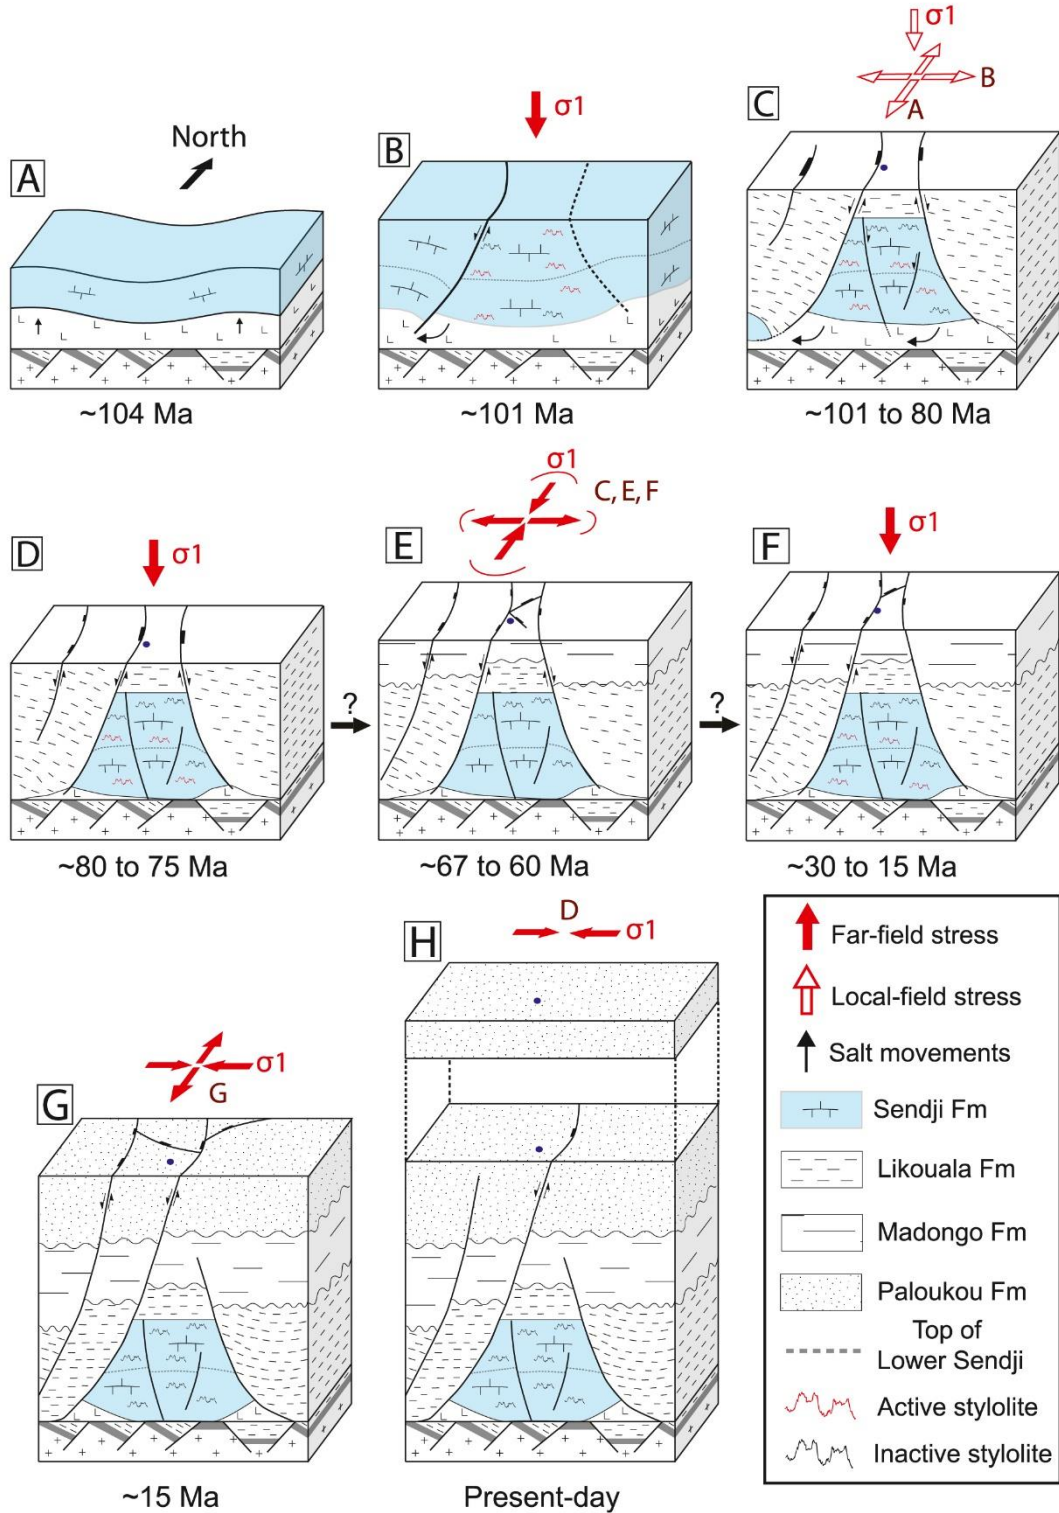 A
North
~104 Ma
B
σ1
~101 Ma
C
σ1
B
A
~101 to 80 Ma
D
σ1
~80 to 75 Ma
?
E
σ1
C, E, F
~67 to 60 Ma
?
F
σ1
~30 to 15 Ma
G
σ1
G
~15 Ma
H
D
σ1
Present-day
Far-field stress
Local-field stress
Salt movements
Sendji Fm
Likouala Fm
Madongo Fm
Paloukou Fm
Top of
Lower Sendji
Active stylolite
Inactive stylolite